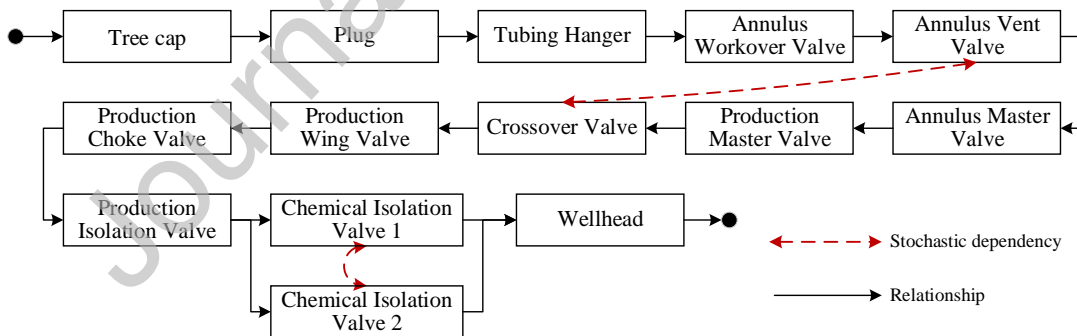 Tree cap
Plug
Tubing Hanger
Annulus
Workover Valve
Annulus Vent
Valve
Production
Choke Valve
Production
Wing Valve
Crossover Valve
Production
Master Valve
Annulus Master
Valve
Production
Isolation Valve
Chemical Isolation
Valve 1
Wellhead
Chemical Isolation
Valve 2
Stochastic dependency
Relationship
Journa